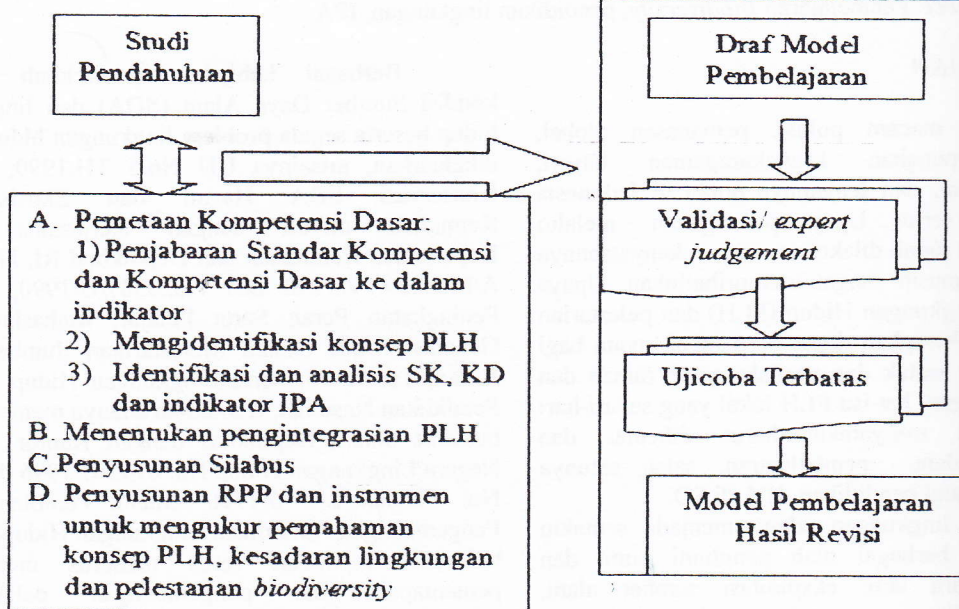 Studi
Pendahuluan
A. Pemetaan Kompetensi Dasar:
1) Penjabaran Standar Kompetensi
dan Kompetensi Dasar ke dalam
indikator
2) Mengidentifikasi konsep PLH
3) Identifikasi dan analisis SK, KD
dan indikator IPA
B. Menentukan pengintegrasian PLH
C.Penyusunan Silabus
D. Penyusunan RPP dan instrumen
untuk mengukur pemahaman
konsep PLH, kesadaran lingkungan
dan pelestarian biodiversity
Draf Model
Pembelajaran
Validasi/ expert
judgement
Ujicoba Terbatas
Model Pembelajaran
Hasil Revisi